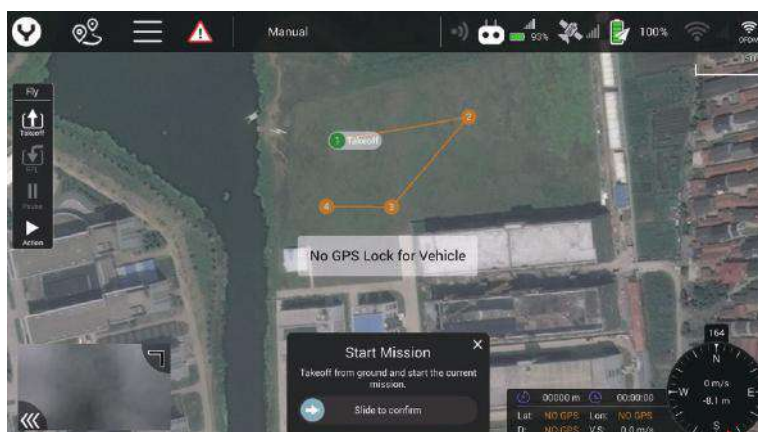 Manual
93%
100%
OFDM
Fly
Takeoff
RTL
Pause
Action
1 Takeoff
2
3
4
No GPS Lock for Vehicle
Start Mission
Takeoff from ground and start the current
mission.
Slide to confirm
164
N
W
E
S
0 m/s
-8.1 m
00000 m 00:00:00
Lat: NO GPS Lon: NO GPS
D: NO GPS V.S: 0.0 m/s